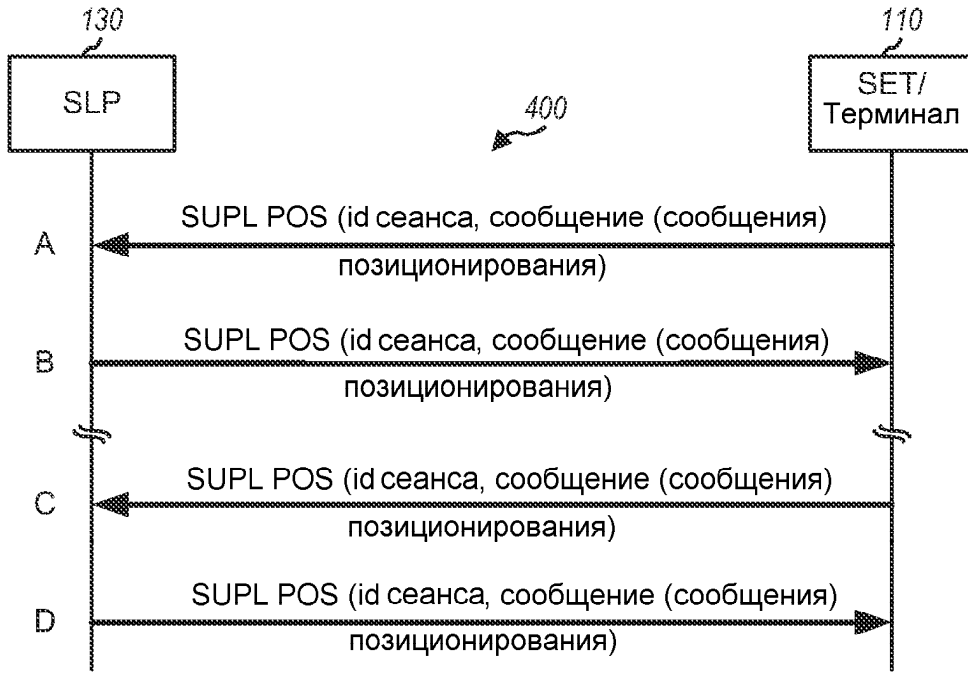 130
110
SLP
SET/
Терминал
400
SUPL POS (id сеанса, сообщение (сообщения)
A
позиционирования)
SUPL POS (id сеанса, сообщение (сообщения)
B
позиционирования)
SUPL POS (id сеанса, сообщение (сообщения)
C
позиционирования)
SUPL POS (id сеанса, сообщение (сообщения)
D
позиционирования)